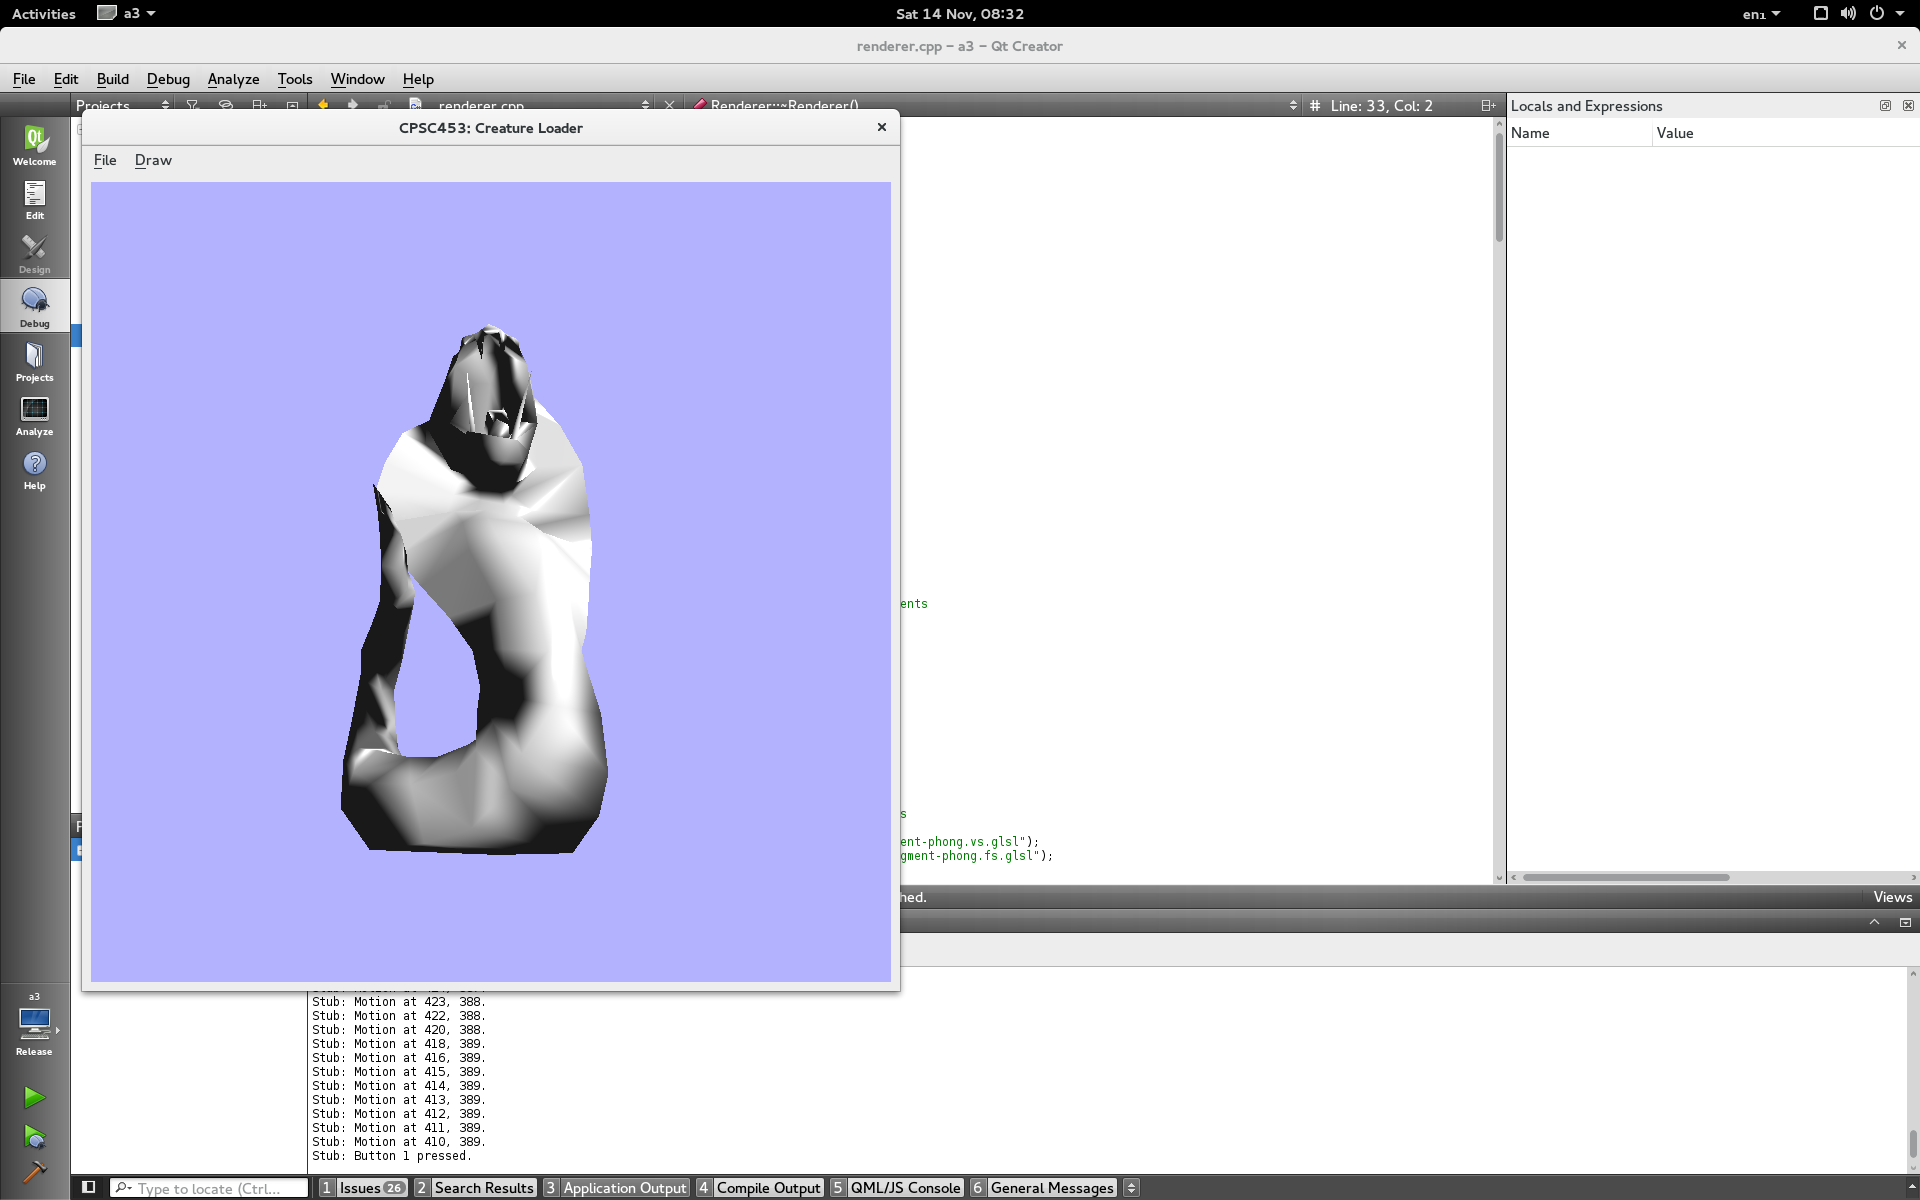 Activities
a3
Sat 14 Nov, 08:32
en1
renderer.cpp – a3 – Qt Creator
File Edit Build Debug Analyze Tools Window Help
Projects
renderer.cpp
Renderer::~Renderer()
# Line: 33, Col: 2
Locals and Expressions
Name Value
Qt
Welcome
Edit
Design
Debug
Projects
Analyze
Help
CPSC453: Creature Loader
File Draw
ents
s
ent-phong.vs.glsl");
gment-phong.fs.glsl");
hed.
Views
a3
Release
Stub: Motion at 423, 388.
Stub: Motion at 422, 388.
Stub: Motion at 420, 388.
Stub: Motion at 418, 389.
Stub: Motion at 416, 389.
Stub: Motion at 415, 389.
Stub: Motion at 414, 389.
Stub: Motion at 413, 389.
Stub: Motion at 412, 389.
Stub: Motion at 411, 389.
Stub: Motion at 410, 389.
Stub: Button 1 pressed.
Type to locate (Ctrl...
1 Issues 26
2 Search Results
3 Application Output
4 Compile Output
5 QML/JS Console
6 General Messages